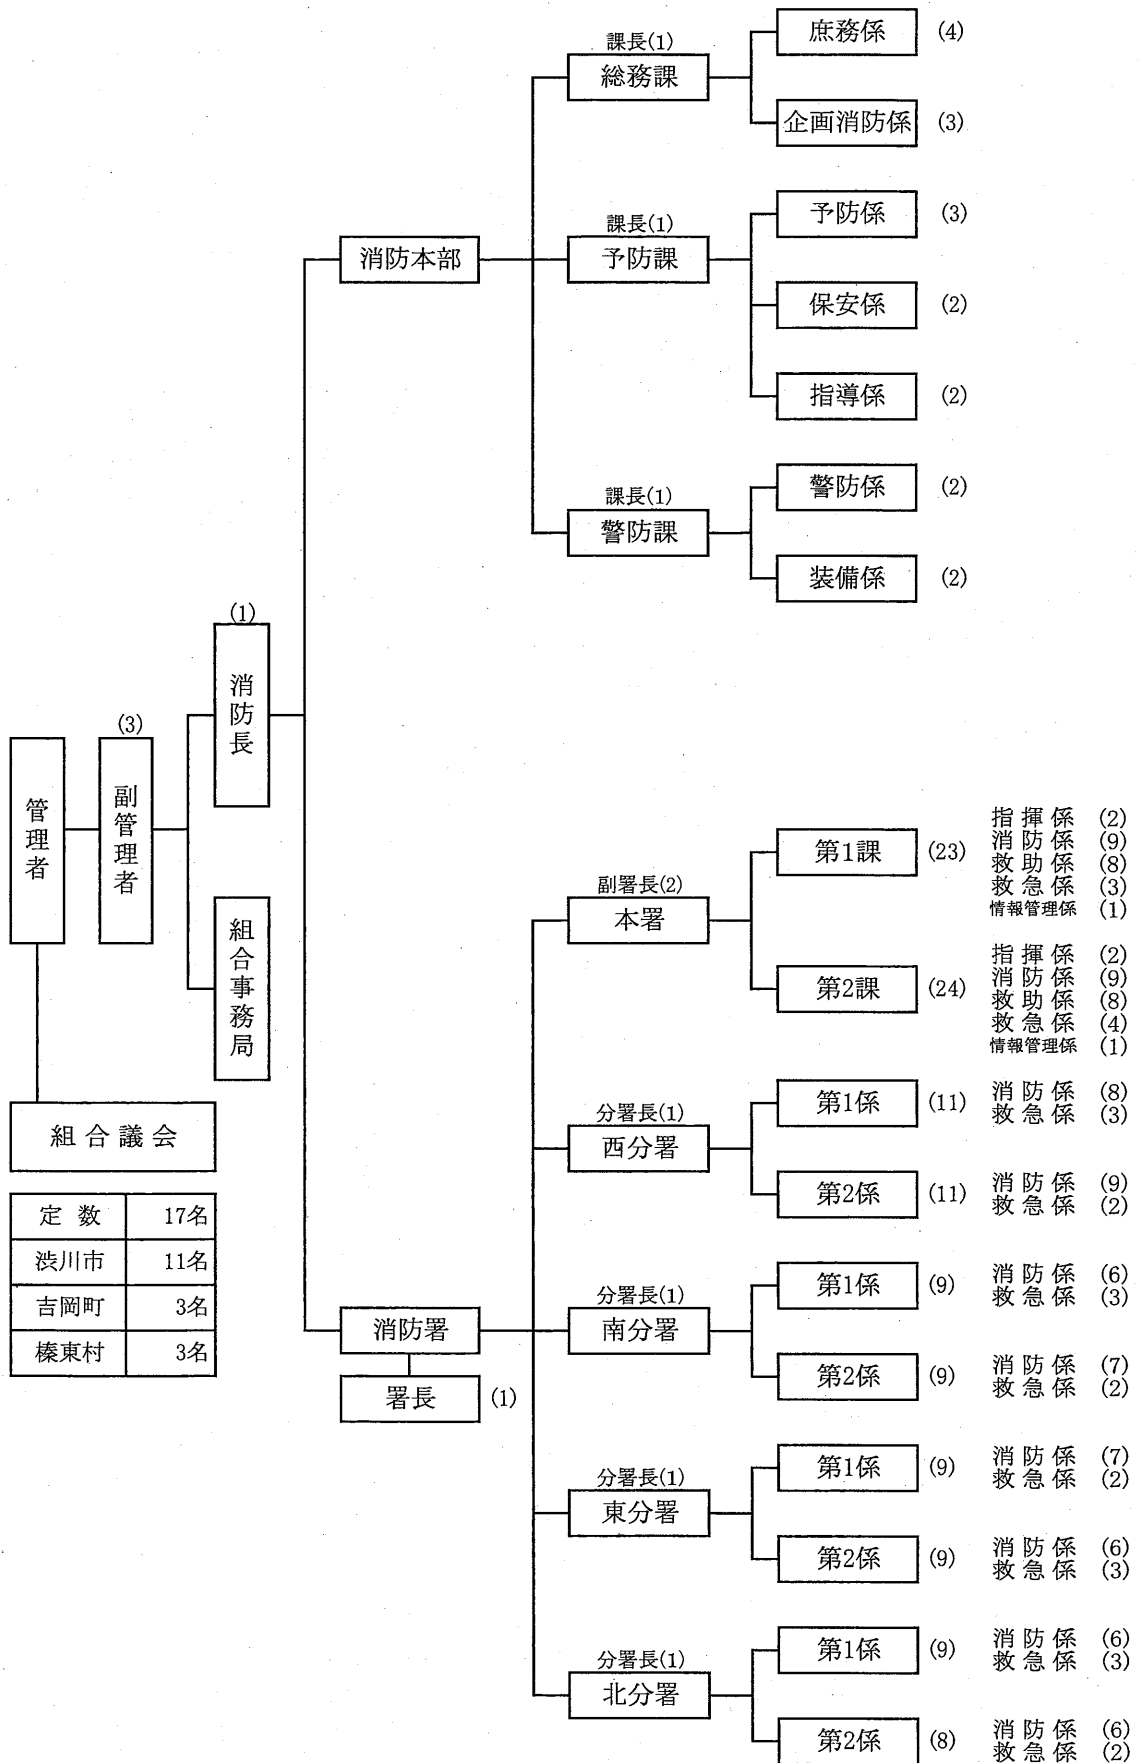 課長(1)
総務課
庶務係 (4)
企画消防係 (3)
消防本部
課長(1)
予防課
予防係 (3)
保安係 (2)
指導係 (2)
課長(1)
警防課
警防係 (2)
装備係 (2)
(1)
消防長
(3)
副管理者
管理者
組合事務局
組合議会
定数 17名
渋川市 11名
吉岡町 3名
榛東村 3名
消防署
署長 (1)
副署長(2)
本署
第1課 (23)
指揮係 (2)
消防係 (9)
救助係 (8)
救急係 (3)
情報管理係 (1)
第2課 (24)
指揮係 (2)
消防係 (9)
救助係 (8)
救急係 (4)
情報管理係 (1)
分署長(1)
西分署
第1係 (11)
消防係 (8)
救急係 (3)
第2係 (11)
消防係 (9)
救急係 (2)
分署長(1)
南分署
第1係 (9)
消防係 (6)
救急係 (3)
第2係 (9)
消防係 (7)
救急係 (2)
分署長(1)
東分署
第1係 (9)
消防係 (7)
救急係 (2)
第2係 (9)
消防係 (6)
救急係 (3)
分署長(1)
北分署
第1係 (9)
消防係 (6)
救急係 (3)
第2係 (8)
消防係 (6)
救急係 (2)